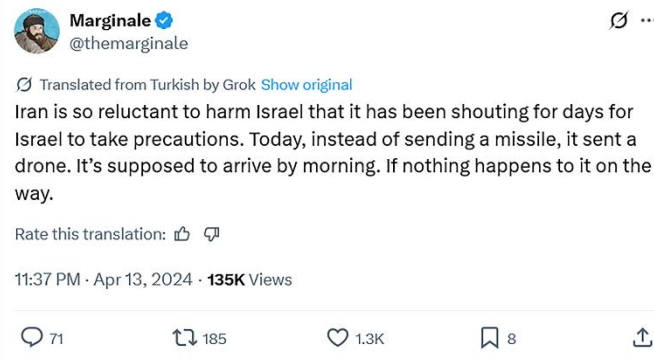 Marginale
@themarginale
Translated from Turkish by Grok Show original
Iran is so reluctant to harm Israel that it has been shouting for days for
Israel to take precautions. Today, instead of sending a missile, it sent a
drone. It’s supposed to arrive by morning. If nothing happens to it on the
way.
Rate this translation:
11:37 PM · Apr 13, 2024 · 135K Views
71 185 1.3K 8